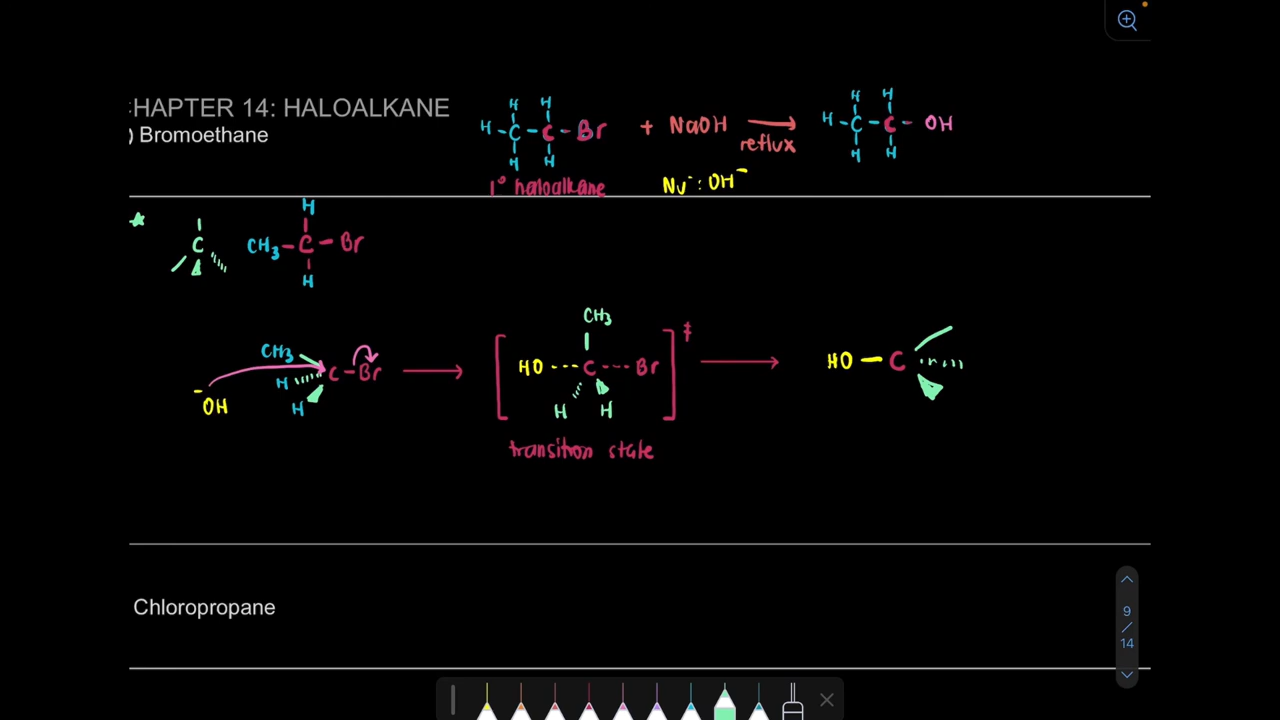 HAPTER 14: HALOALKANE
) Bromoethane
H H
H - C - C - Br + NaOH reflux H - C - C - OH
H H
H H
H H
1° haloalkane Nu⁻ : OH⁻
C
H
CH3 - C - Br
H
CH3
H
H
C - Br
⁻OH
CH3
HO --- C --- Br
H H
‡
transition state
HO - C
Chloropropane
9
/
14